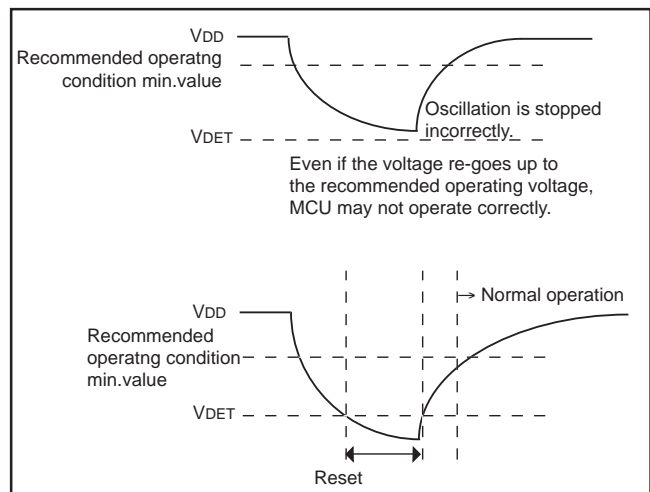 VDD
Recommended operatng
condition min.value
Oscillation is stopped
incorrectly.
VDET
Even if the voltage re-goes up to
the recommended operating voltage,
MCU may not operate correctly.
→ Normal operation
VDD
Recommended
operatng condition
min.value
VDET
Reset